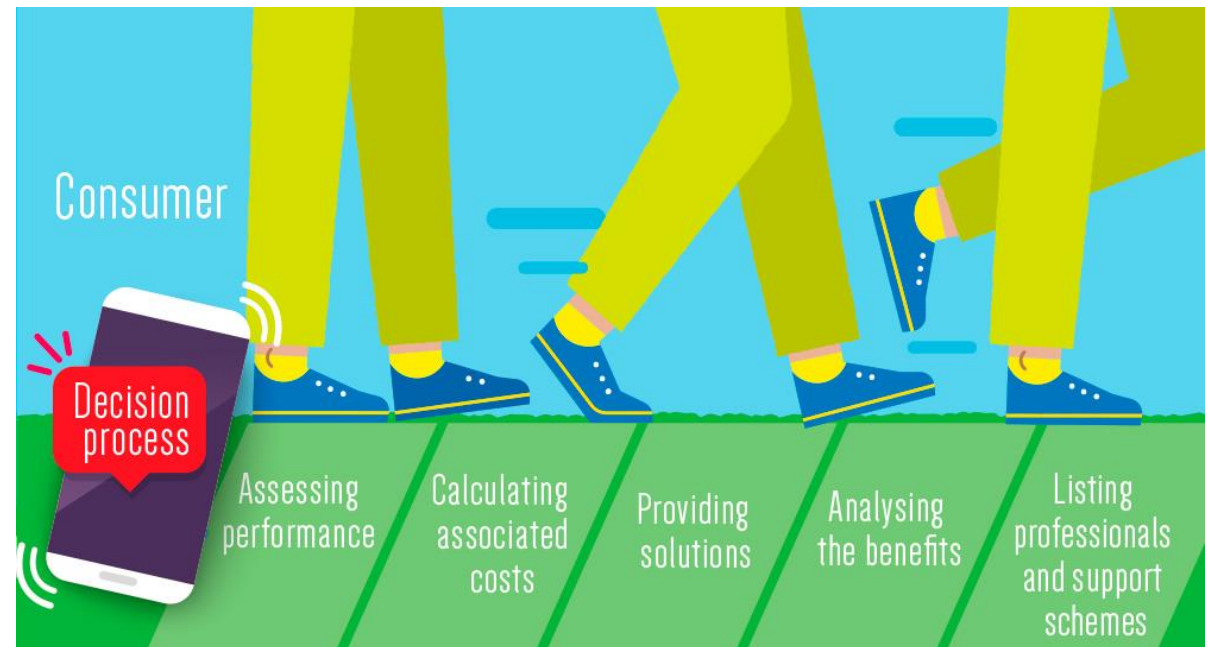 Consumer
Decision
process
Assessing
performance
Calculating
associated
costs
Providing
solutions
Analysing
the benefits
Listing
professionals
and support
schemes